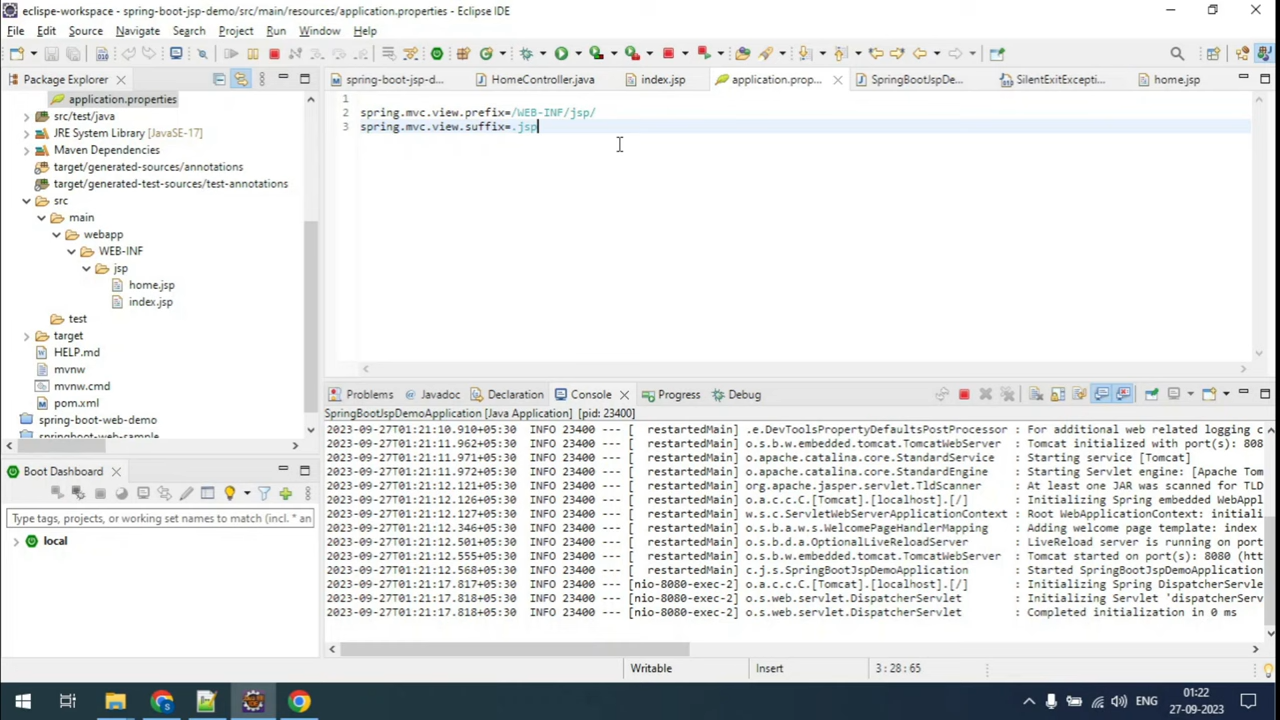 eclispe-workspace - spring-boot-jsp-demo/src/main/resources/application.properties - Eclipse IDE
File Edit Source Navigate Search Project Run Window Help
Package Explorer
spring-boot-jsp-d... HomeController.java index.jsp application.prop... SpringBootJspDe... SilentExitExcepti... home.jsp
application.properties
src/test/java
JRE System Library [JavaSE-17]
Maven Dependencies
target/generated-sources/annotations
target/generated-test-sources/test-annotations
src
main
webapp
WEB-INF
jsp
home.jsp
index.jsp
test
target
HELP.md
mvnw
mvnw.cmd
pom.xml
spring-boot-web-demo
spring-boot-web-sample
1
2 spring.mvc.view.prefix=/WEB-INF/jsp/
3 spring.mvc.view.suffix=.jsp
Boot Dashboard
Type tags, projects, or working set names to match (incl. * an
local
Problems Javadoc Declaration Console Progress Debug
SpringBootJspDemoApplication [Java Application] [pid: 23400]
2023-09-27T01:21:10.910+05:30 INFO 23400 --- [ restartedMain] .e.DevToolsPropertyDefaultsPostProcessor : For additional web related logging c
2023-09-27T01:21:11.962+05:30 INFO 23400 --- [ restartedMain] o.s.b.w.embedded.tomcat.TomcatWebServer : Tomcat initialized with port(s): 808
2023-09-27T01:21:11.971+05:30 INFO 23400 --- [ restartedMain] o.apache.catalina.core.StandardService : Starting service [Tomcat]
2023-09-27T01:21:11.972+05:30 INFO 23400 --- [ restartedMain] o.apache.catalina.core.StandardEngine : Starting Servlet engine: [Apache Tom
2023-09-27T01:21:12.121+05:30 INFO 23400 --- [ restartedMain] org.apache.jasper.servlet.TldScanner : At least one JAR was scanned for TLD
2023-09-27T01:21:12.126+05:30 INFO 23400 --- [ restartedMain] o.a.c.c.C.[Tomcat].[localhost].[/] : Initializing Spring embedded WebAppl
2023-09-27T01:21:12.127+05:30 INFO 23400 --- [ restartedMain] w.s.c.ServletWebServerApplicationContext : Root WebApplicationContext: initiali
2023-09-27T01:21:12.346+05:30 INFO 23400 --- [ restartedMain] o.s.b.a.w.s.WelcomePageHandlerMapping : Adding welcome page template: index
2023-09-27T01:21:12.501+05:30 INFO 23400 --- [ restartedMain] o.s.b.d.a.OptionalLiveReloadServer : LiveReload server is running on port
2023-09-27T01:21:12.555+05:30 INFO 23400 --- [ restartedMain] o.s.b.w.embedded.tomcat.TomcatWebServer : Tomcat started on port(s): 8080 (htt
2023-09-27T01:21:12.568+05:30 INFO 23400 --- [ restartedMain] c.j.s.SpringBootJspDemoApplication : Started SpringBootJspDemoApplication
2023-09-27T01:21:17.817+05:30 INFO 23400 --- [nio-8080-exec-2] o.a.c.c.C.[Tomcat].[localhost].[/] : Initializing Spring DispatcherServle
2023-09-27T01:21:17.818+05:30 INFO 23400 --- [nio-8080-exec-2] o.s.web.servlet.DispatcherServlet : Initializing Servlet 'dispatcherServ
2023-09-27T01:21:17.818+05:30 INFO 23400 --- [nio-8080-exec-2] o.s.web.servlet.DispatcherServlet : Completed initialization in 0 ms
Writable Insert 3:28:65
ENG
01:22
27-09-2023